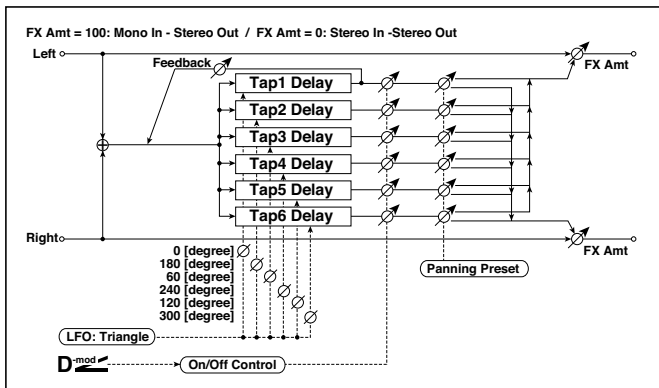 FX Amt = 100: Mono In - Stereo Out / FX Amt = 0: Stereo In -Stereo Out
Left
Feedback
FX Amt
Tap1 Delay
Tap2 Delay
Tap3 Delay
Tap4 Delay
Tap5 Delay
Tap6 Delay
Right
FX Amt
0 [degree]
180 [degree]
60 [degree]
240 [degree]
120 [degree]
300 [degree]
Panning Preset
LFO: Triangle
D-mod
On/Off Control